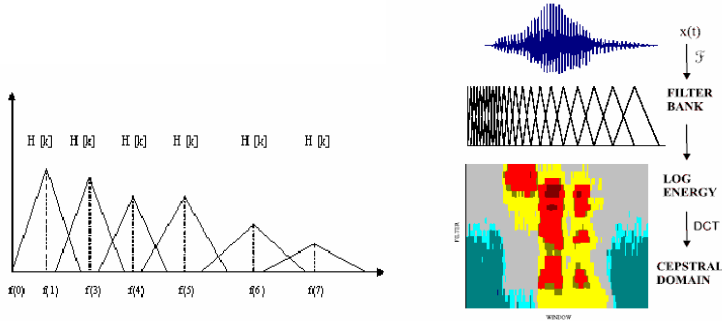 H [k] H [k] H [k] H [k] H [k] H [k]
f(0) f(1) f(3) f(4) f(5) f(6) f(7)
x(t)
ℱ
FILTER
BANK
LOG
ENERGY
DCT
CEPSTRAL
DOMAIN
FILTER
WINDOW